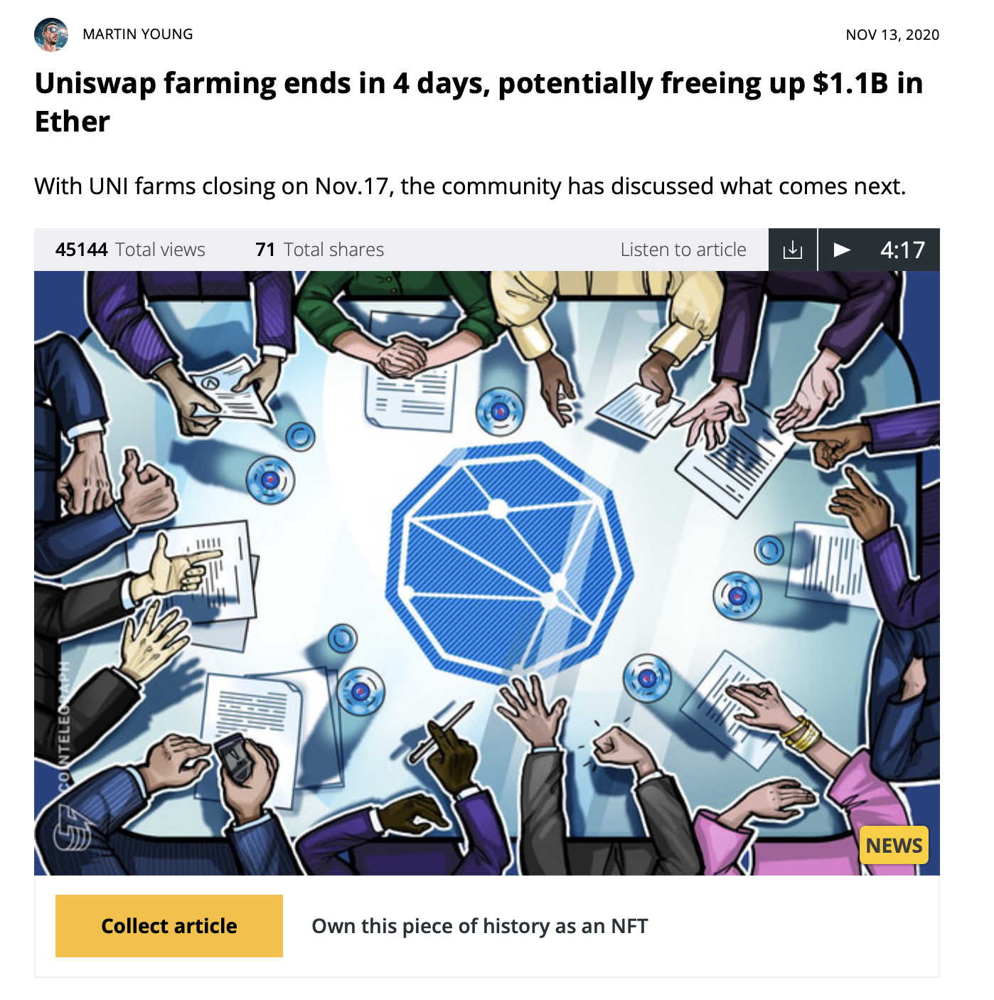 MARTIN YOUNG
NOV 13, 2020
Uniswap farming ends in 4 days, potentially freeing up $1.1B in
Ether
With UNI farms closing on Nov.17, the community has discussed what comes next.
45144 Total views 71 Total shares Listen to article 4:17
COINTELEGRAPH
NEWS
Collect article
Own this piece of history as an NFT